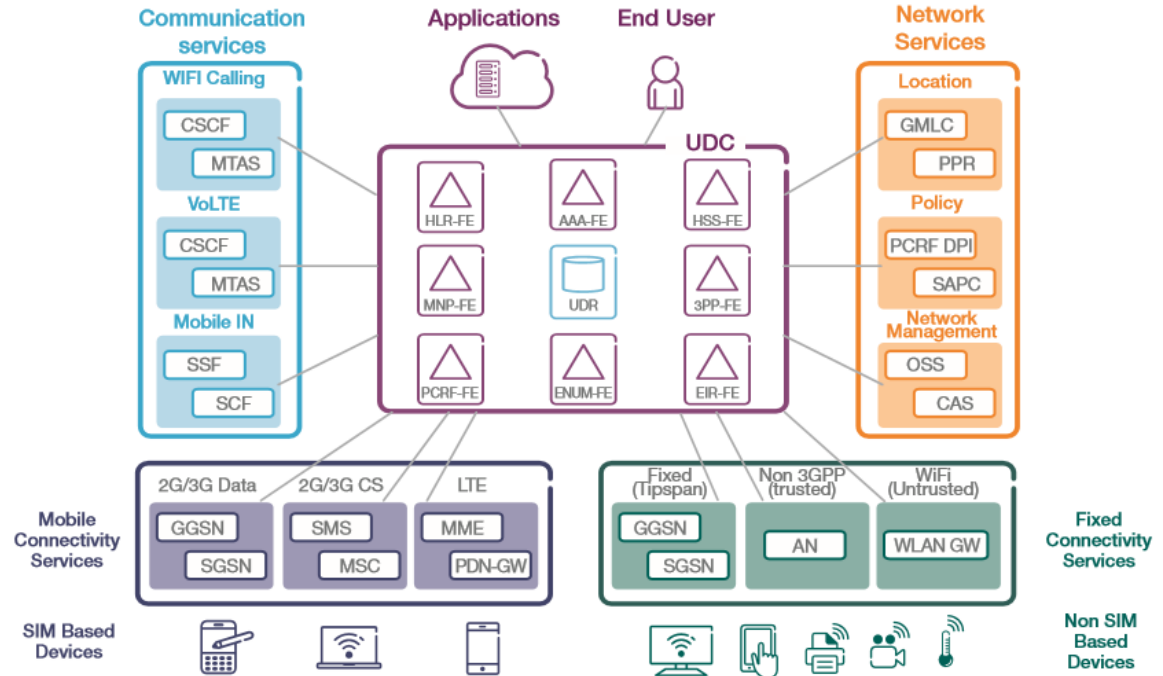 Communication
services
Applications
End User
Network
Services
WIFI Calling
CSCF
MTAS
VoLTE
CSCF
MTAS
Mobile IN
SSF
SCF
UDC
HLR-FE
AAA-FE
HSS-FE
MNP-FE
UDR
3PP-FE
PCRF-FE
ENUM-FE
EIR-FE
Location
GMLC
PPR
Policy
PCRF DPI
SAPC
Network
Management
OSS
CAS
Mobile
Connectivity
Services
2G/3G Data
GGSN
SGSN
2G/3G CS
SMS
MSC
LTE
MME
PDN-GW
Fixed
(Tipspan)
GGSN
SGSN
Non 3GPP
(trusted)
AN
WiFi
(Untrusted)
WLAN GW
Fixed
Connectivity
Services
SIM Based
Devices
Non SIM
Based
Devices